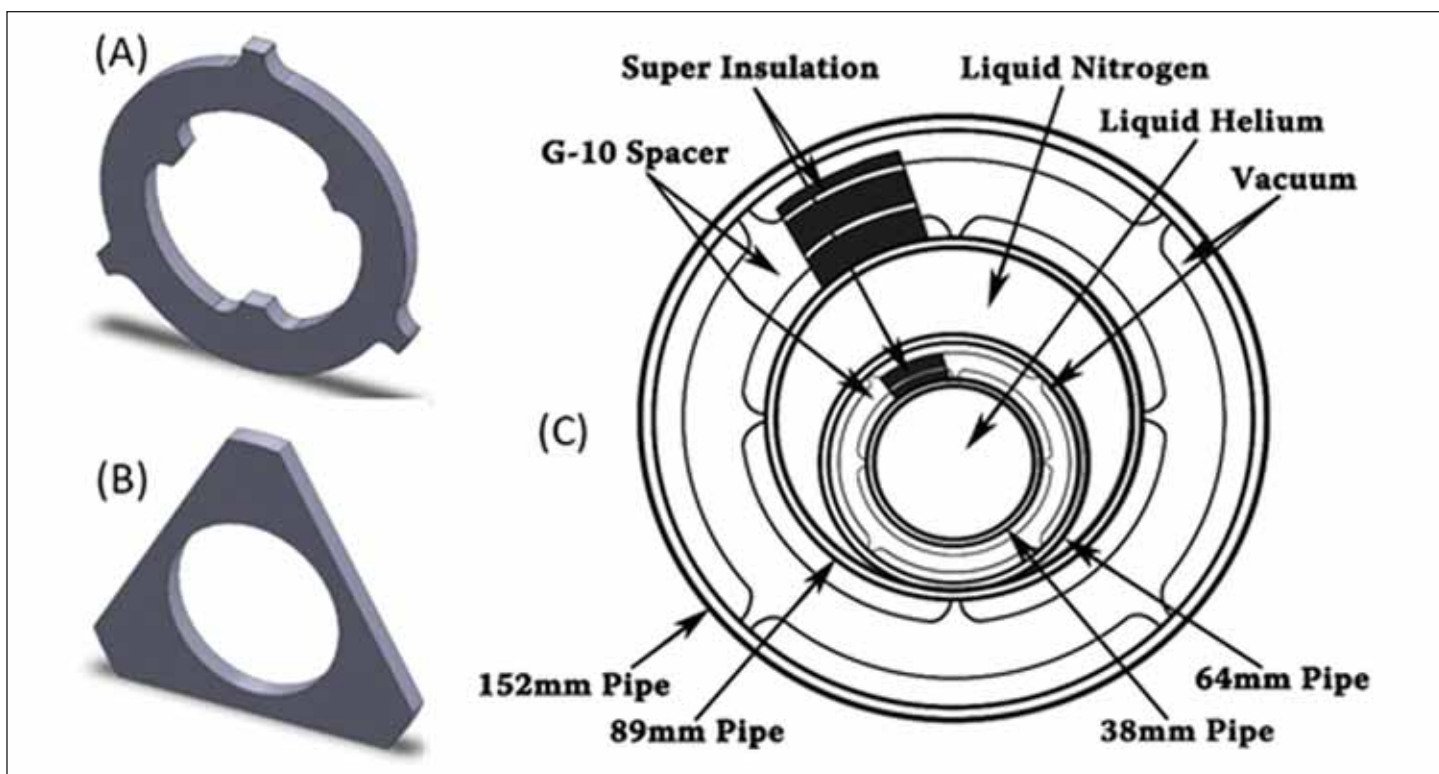 (A)
(B)
(C)
Super Insulation
Liquid Nitrogen
G-10 Spacer
Liquid Helium
Vacuum
152mm Pipe
89mm Pipe
64mm Pipe
38mm Pipe